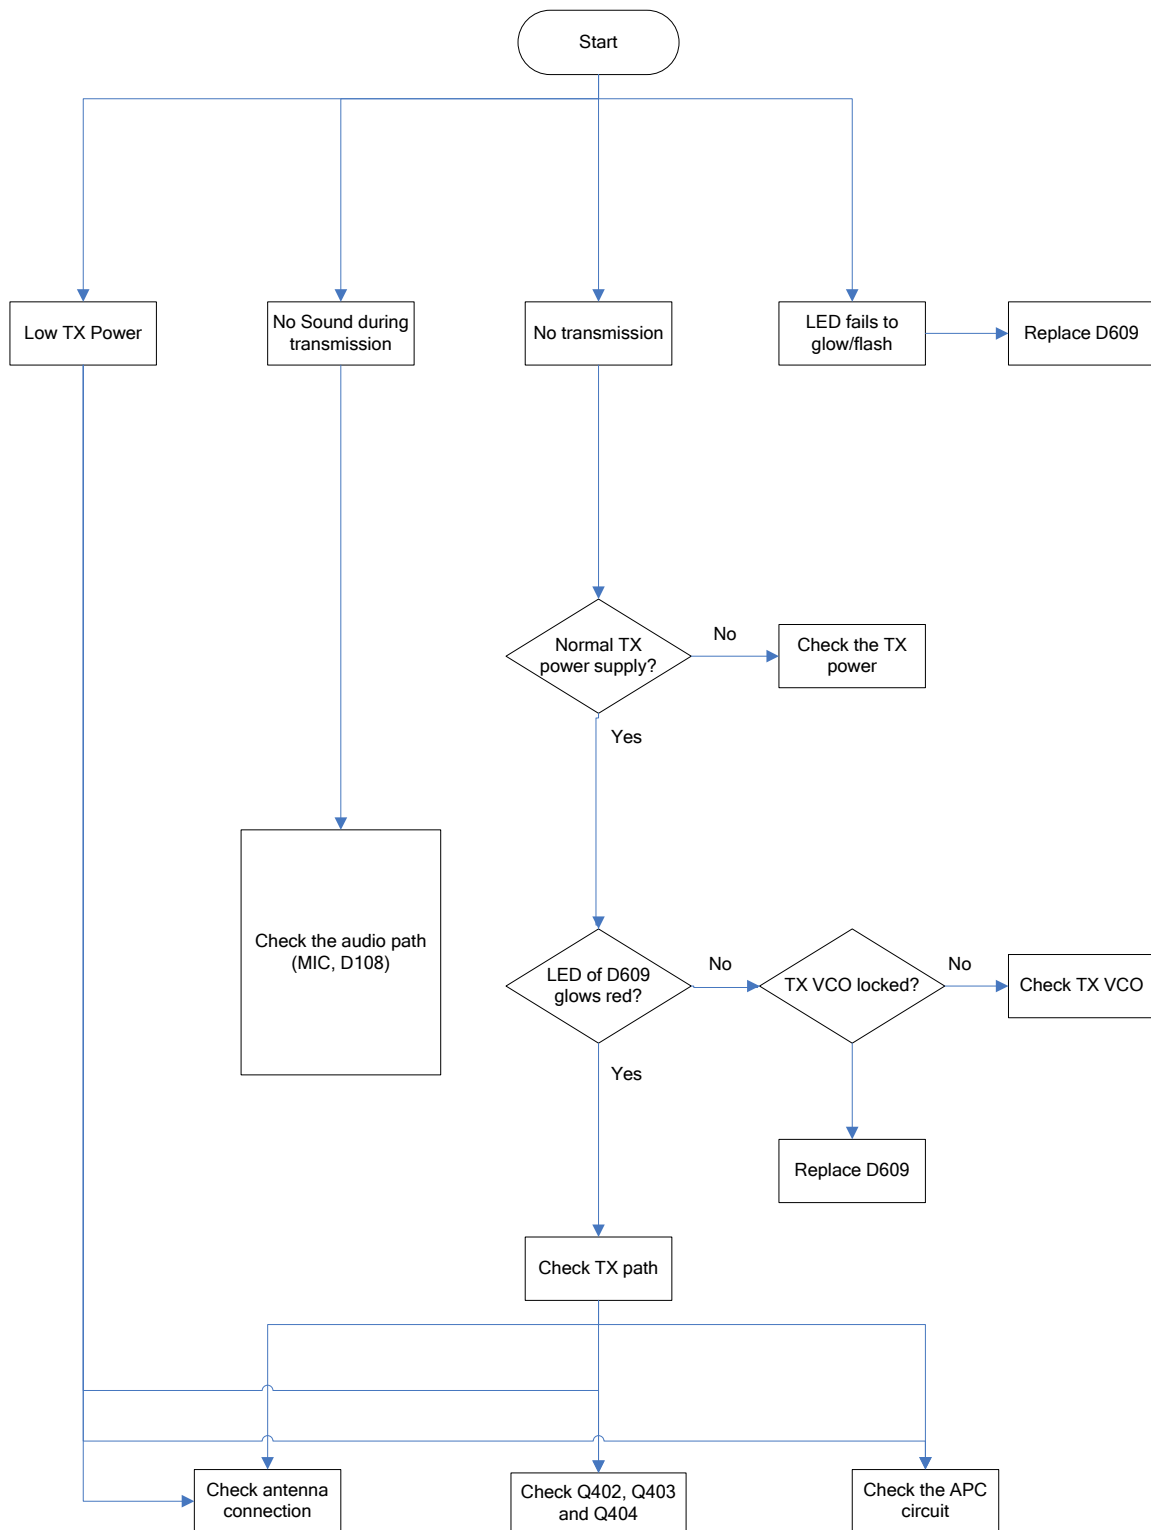 Start
Low TX Power
No Sound during
transmission
No transmission
LED fails to
glow/flash
Replace D609
Normal TX
power supply?
No
Check the TX
power
Yes
Check the audio path
(MIC, D108)
LED of D609
glows red?
No
TX VCO locked?
No
Check TX VCO
Yes
Replace D609
Check TX path
Check antenna
connection
Check Q402, Q403
and Q404
Check the APC
circuit